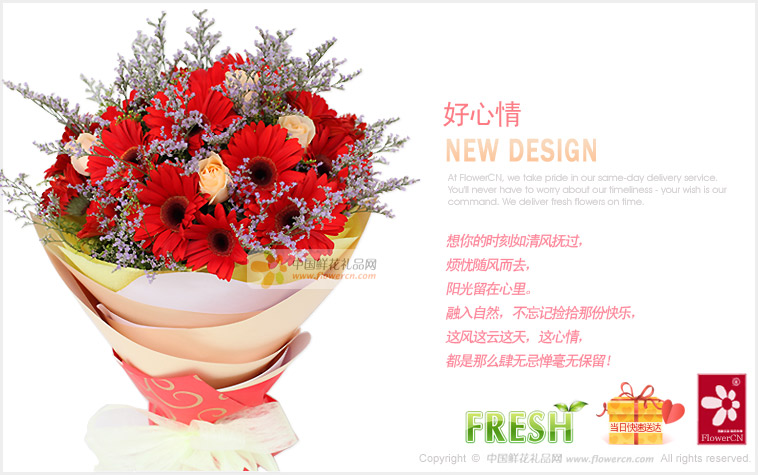 好心情
NEW DESIGN
At FlowerCN, we take pride in our same-day delivery service.
You'll never have to worry about our timeliness - your wish is our
command. We deliver fresh flowers on time.
想你的时刻如清风抚过，
烦忧随风而去，
阳光留在心里。
融入自然，不忘记捡拾那份快乐，
这风这云这天，这心情，
都是那么肆无忌惮毫无保留！
中国鲜花礼品网
www.flowercn.com
FRESH
当日快速送达
FlowerCN
Copyright © 中国鲜花礼品网 www.flowercn.com All rights reserved.